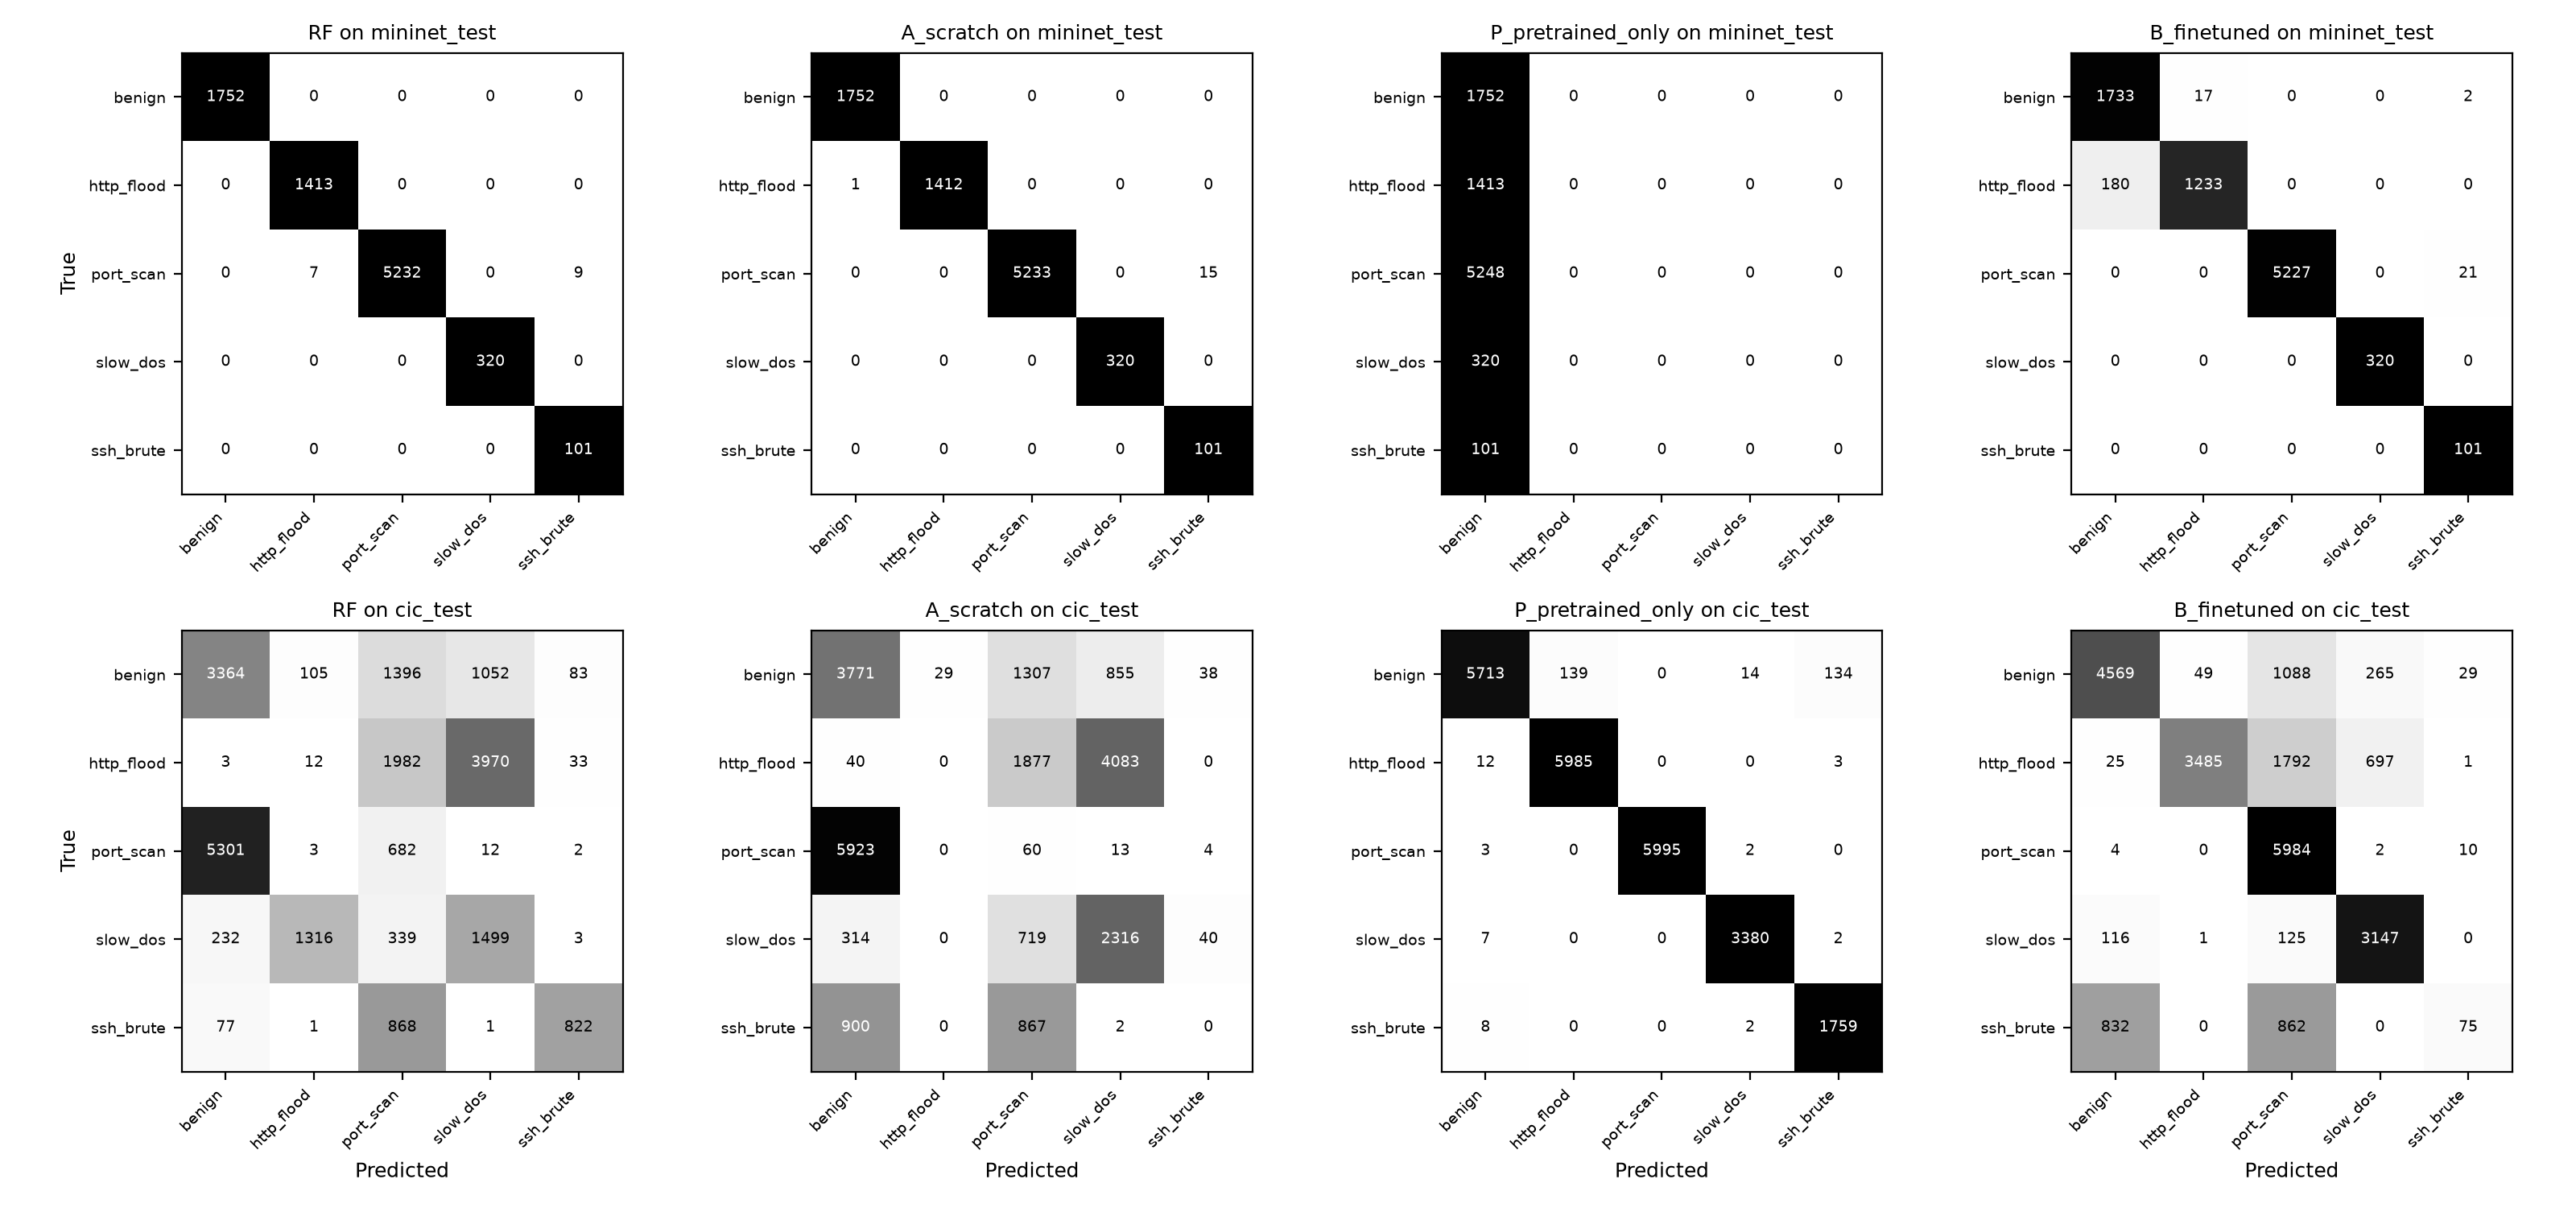 RF on mininet_test
A_scratch on mininet_test
P_pretrained_only on mininet_test
B_finetuned on mininet_test
True
benign 1752 0 0 0 0
http_flood 0 1413 0 0 0
port_scan 0 7 5232 0 9
slow_dos 0 0 0 320 0
ssh_brute 0 0 0 0 101
benign http_flood port_scan slow_dos ssh_brute
benign 1752 0 0 0 0
http_flood 1 1412 0 0 0
port_scan 0 0 5233 0 15
slow_dos 0 0 0 320 0
ssh_brute 0 0 0 0 101
benign http_flood port_scan slow_dos ssh_brute
benign 1752 0 0 0 0
http_flood 1413 0 0 0 0
port_scan 5248 0 0 0 0
slow_dos 320 0 0 0 0
ssh_brute 101 0 0 0 0
benign http_flood port_scan slow_dos ssh_brute
benign 1733 17 0 0 2
http_flood 180 1233 0 0 0
port_scan 0 0 5227 0 21
slow_dos 0 0 0 320 0
ssh_brute 0 0 0 0 101
benign http_flood port_scan slow_dos ssh_brute
RF on cic_test
A_scratch on cic_test
P_pretrained_only on cic_test
B_finetuned on cic_test
True
benign 3364 105 1396 1052 83
http_flood 3 12 1982 3970 33
port_scan 5301 3 682 12 2
slow_dos 232 1316 339 1499 3
ssh_brute 77 1 868 1 822
benign http_flood port_scan slow_dos ssh_brute
Predicted
benign 3771 29 1307 855 38
http_flood 40 0 1877 4083 0
port_scan 5923 0 60 13 4
slow_dos 314 0 719 2316 40
ssh_brute 900 0 867 2 0
benign http_flood port_scan slow_dos ssh_brute
Predicted
benign 5713 139 0 14 134
http_flood 12 5985 0 0 3
port_scan 3 0 5995 2 0
slow_dos 7 0 0 3380 2
ssh_brute 8 0 0 2 1759
benign http_flood port_scan slow_dos ssh_brute
Predicted
benign 4569 49 1088 265 29
http_flood 25 3485 1792 697 1
port_scan 4 0 5984 2 10
slow_dos 116 1 125 3147 0
ssh_brute 832 0 862 0 75
benign http_flood port_scan slow_dos ssh_brute
Predicted